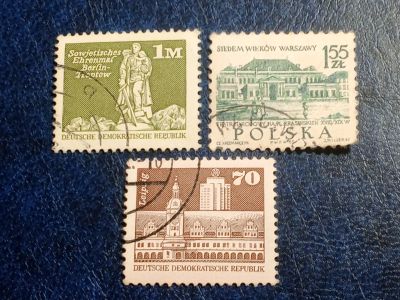 Sowjetisches
Ehrenmal
Berlin-
Treptow
1M
DEUTSCHE DEMOKRATISCHE REPUBLIK
SIEDEM WIEKÓW WARSZAWY
1 55
ZŁ
POLSKA
Leipzig
70
DEUTSCHE DEMOKRATISCHE REPUBLIK